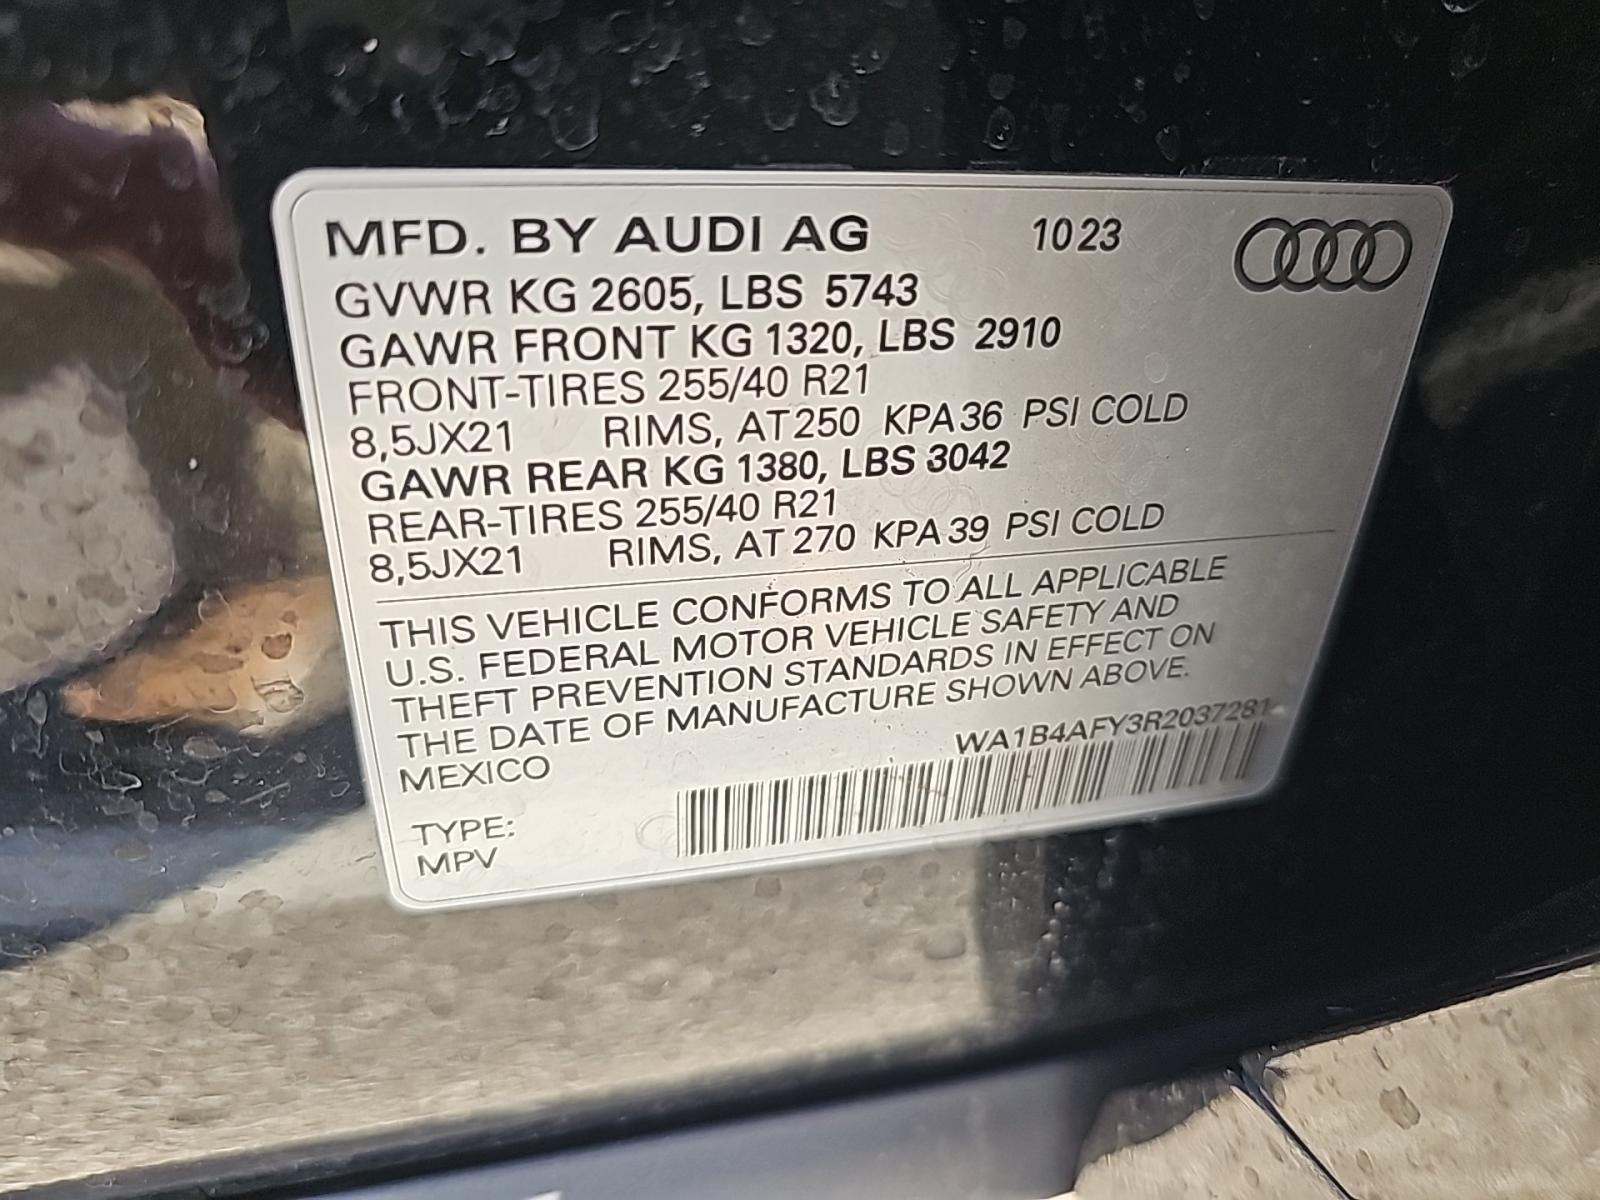 MFD. BY AUDI AG 10 23
GVWR KG 2605, LBS 5743
GAWR FRONT KG 1320, LBS 2910
FRONT-TIRES 255/40 R21
8,5JX21 RIMS, AT 250 KPA 36 PSI COLD
GAWR REAR KG 1380, LBS 3042
REAR-TIRES 255/40 R21
8,5JX21 RIMS, AT 270 KPA 39 PSI COLD
THIS VEHICLE CONFORMS TO ALL APPLICABLE
U.S. FEDERAL MOTOR VEHICLE SAFETY AND
THEFT PREVENTION STANDARDS IN EFFECT ON
THE DATE OF MANUFACTURE SHOWN ABOVE.
MEXICO WA1B4AFY3R2037281
TYPE:
MPV